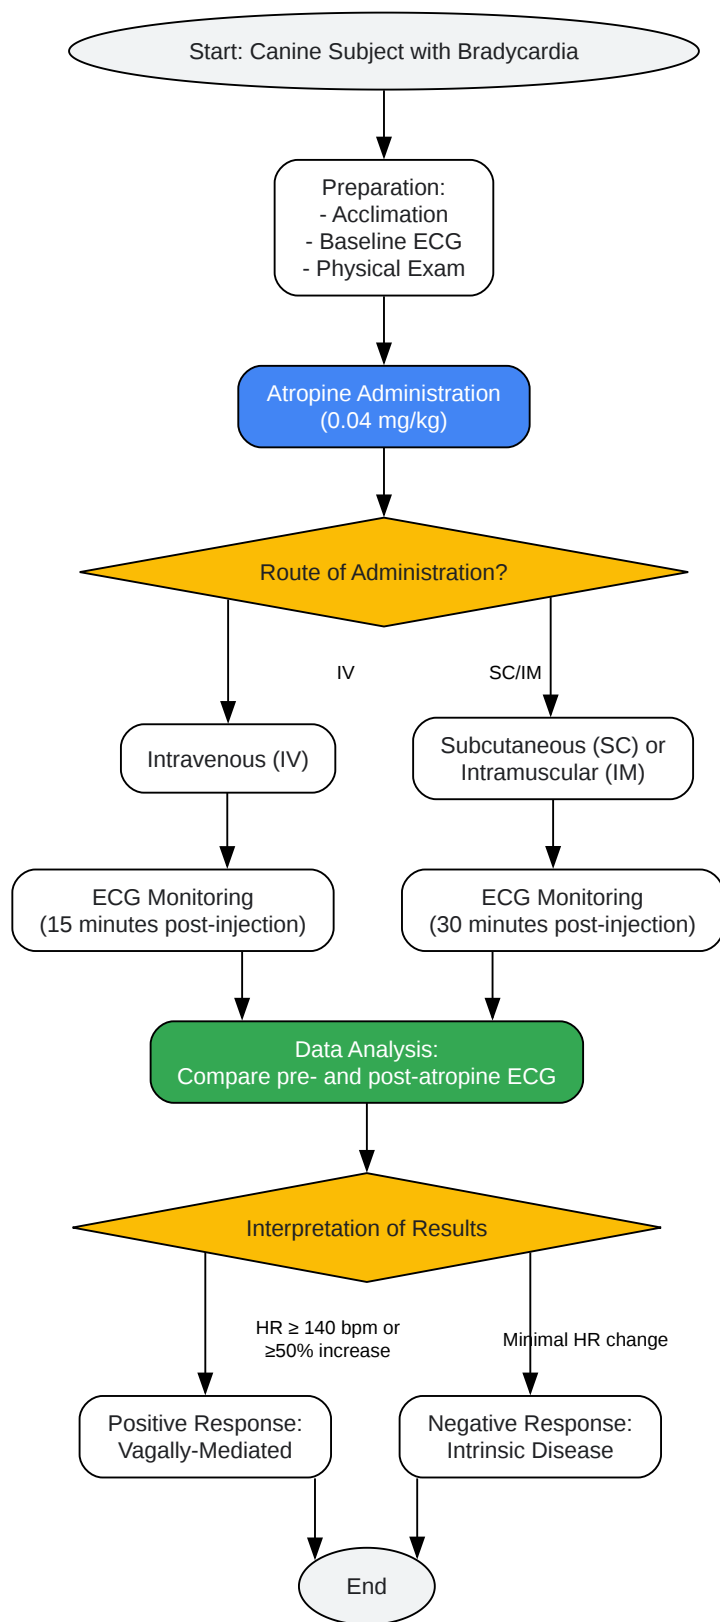 Start: Canine Subject with Bradycardia
Preparation:
- Acclimation
- Baseline ECG
- Physical Exam
Atropine Administration
(0.04 mg/kg)
Route of Administration?
IV
SC/IM
Intravenous (IV)
Subcutaneous (SC) or
Intramuscular (IM)
ECG Monitoring
(15 minutes post-injection)
ECG Monitoring
(30 minutes post-injection)
Data Analysis:
Compare pre- and post-atropine ECG
Interpretation of Results
HR ≥ 140 bpm or
≥50% increase
Minimal HR change
Positive Response:
Vagally-Mediated
Negative Response:
Intrinsic Disease
End